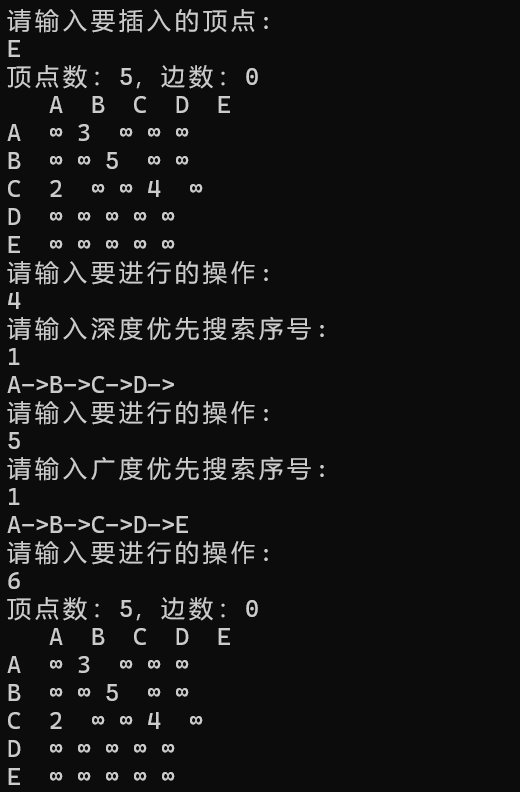 请输入要插入的顶点:
E
顶点数: 5, 边数: 0
   A  B  C  D  E
A  ∞ 3  ∞ ∞ ∞
B  ∞ ∞ 5  ∞ ∞
C  2  ∞ ∞ 4  ∞
D  ∞ ∞ ∞ ∞ ∞
E  ∞ ∞ ∞ ∞ ∞
请输入要进行的操作:
4
请输入深度优先搜索序号:
1
A->B->C->D->
请输入要进行的操作:
5
请输入广度优先搜索序号:
1
A->B->C->D->E
请输入要进行的操作:
6
顶点数: 5, 边数: 0
   A  B  C  D  E
A  ∞ 3  ∞ ∞ ∞
B  ∞ ∞ 5  ∞ ∞
C  2  ∞ ∞ 4  ∞
D  ∞ ∞ ∞ ∞ ∞
E  ∞ ∞ ∞ ∞ ∞